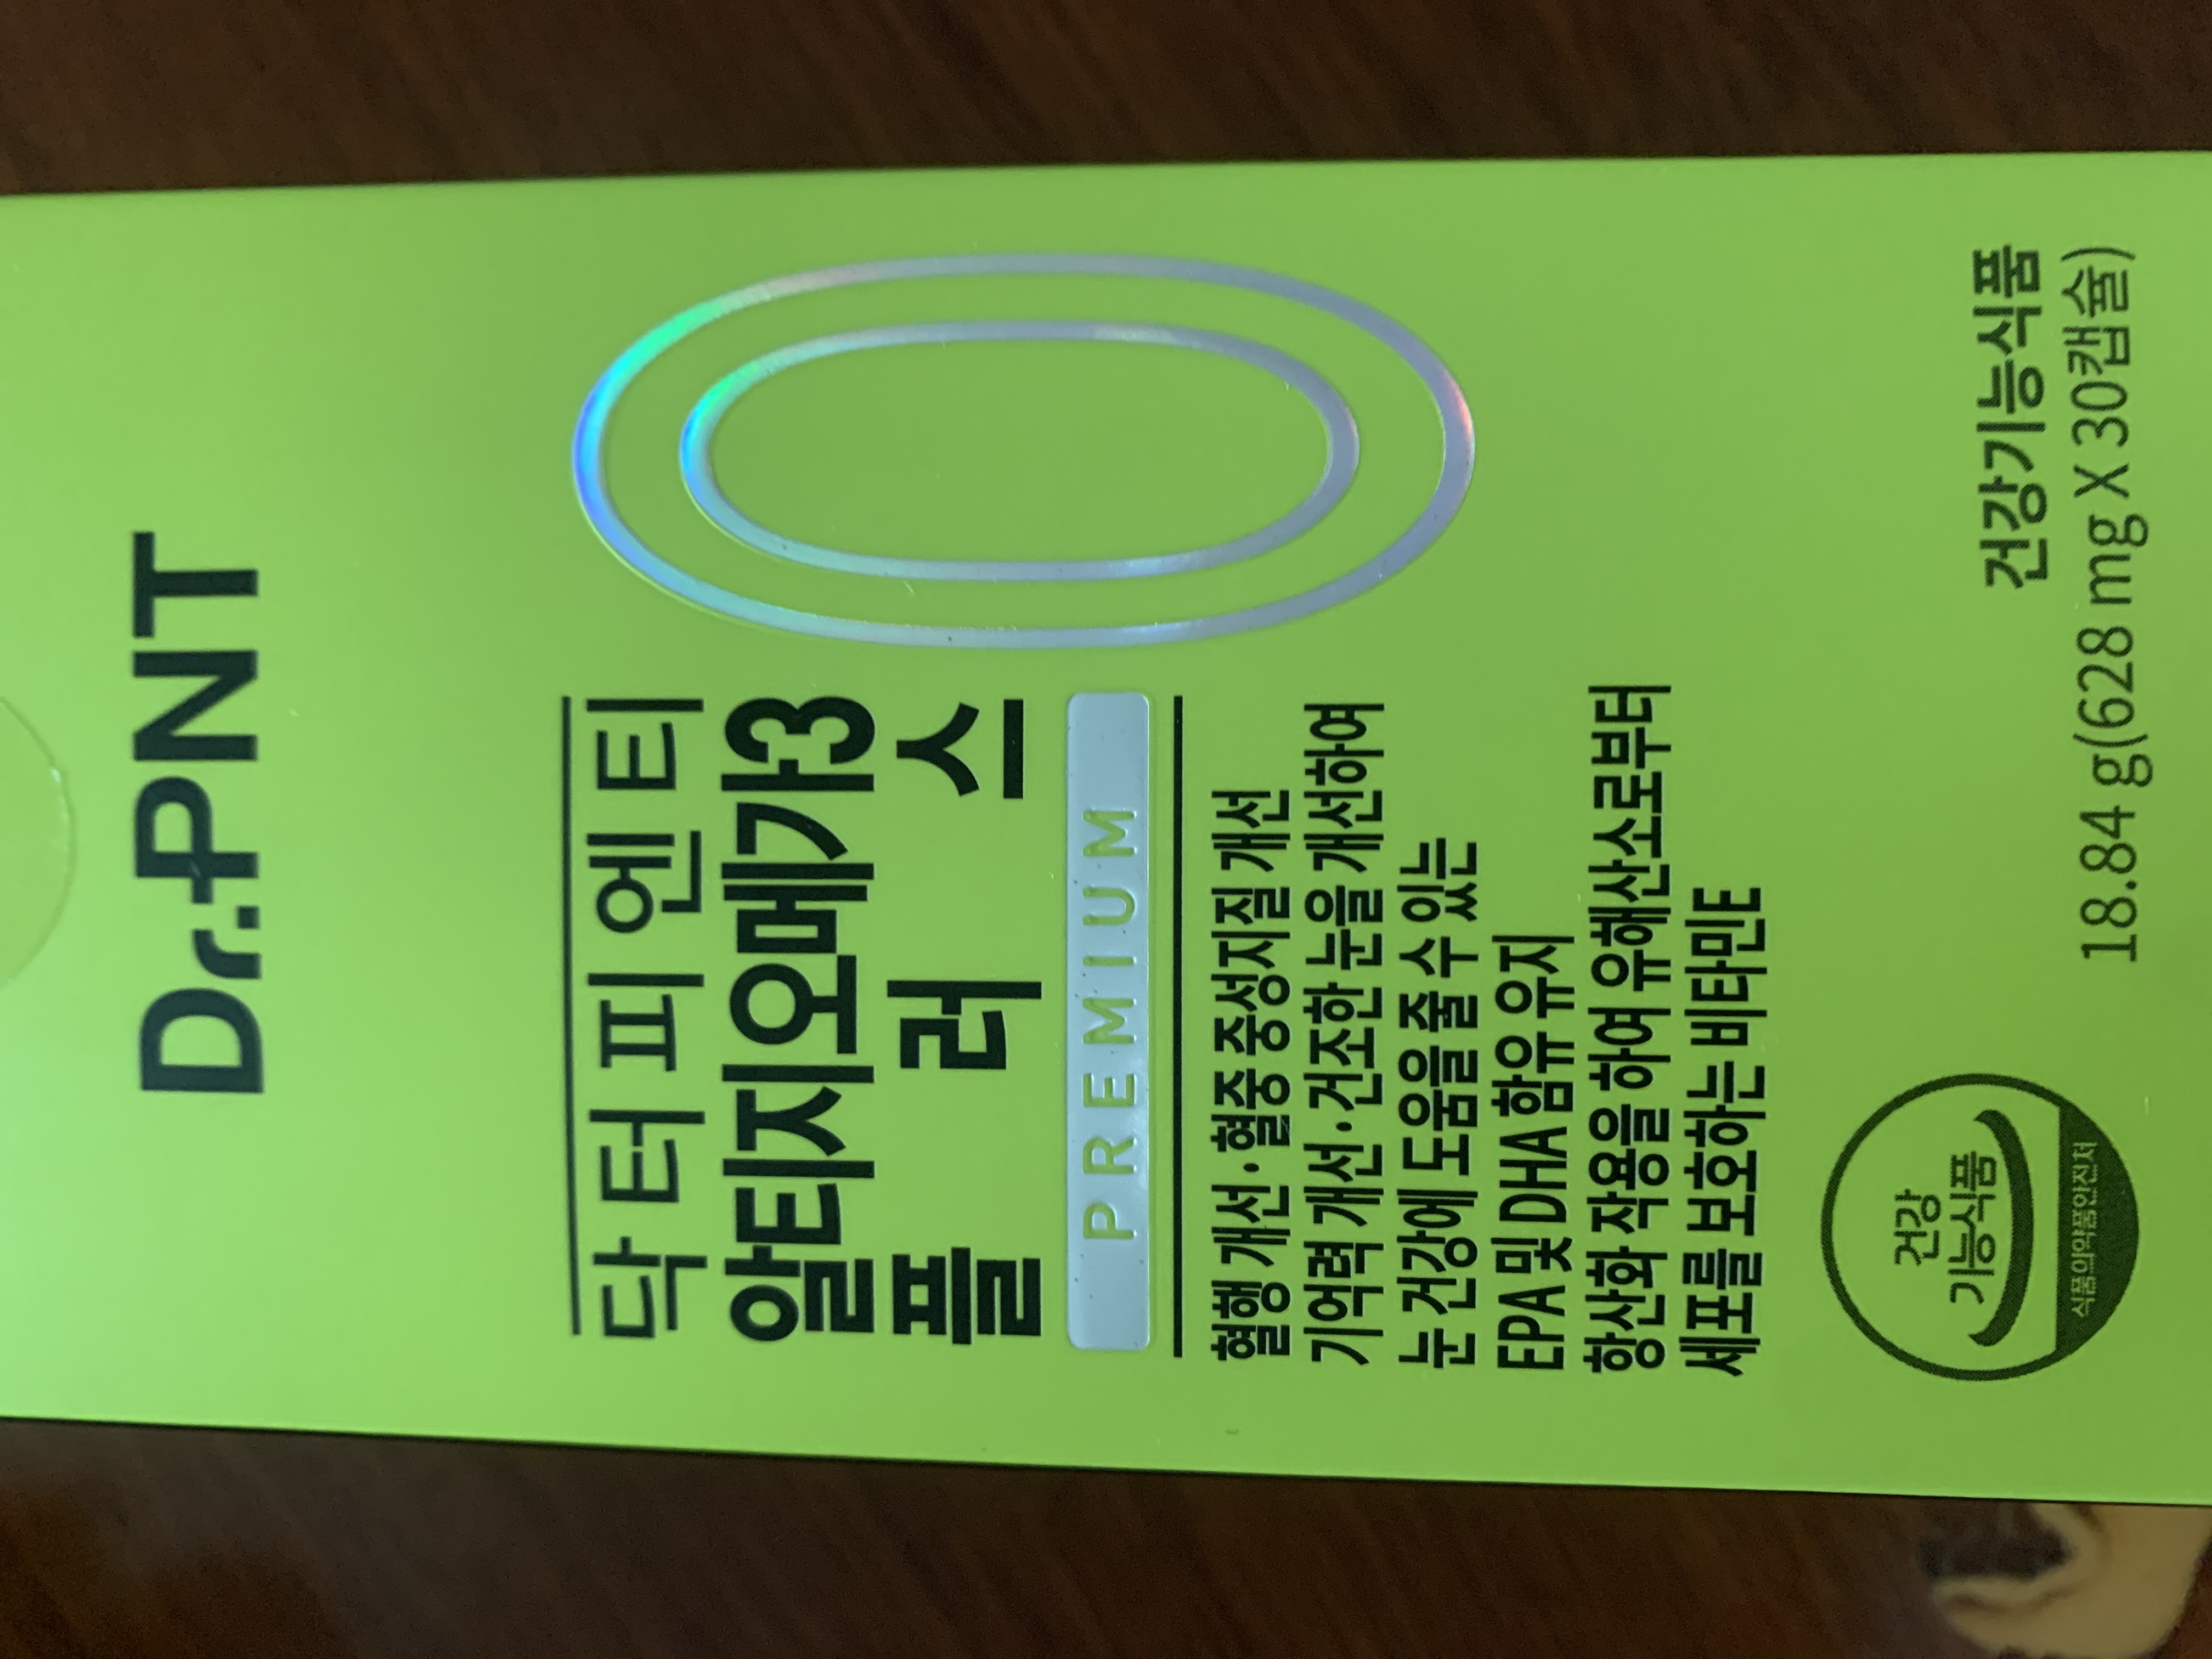 Dr.PNT
닥터피엔티
알티지오메가3
플러스
PREMIUM
혈행 개선·혈중 중성지질 개선
기억력 개선·건조한 눈을 개선하여
눈 건강에 도움을 줄 수 있는
EPA 및 DHA 함유 유지
항산화 작용을 하여 유해산소로부터
세포를 보호하는 비타민E
건강
기능식품
식품의약품안전처
건강기능식품
18.84 g(628 mg X 30캡슐)